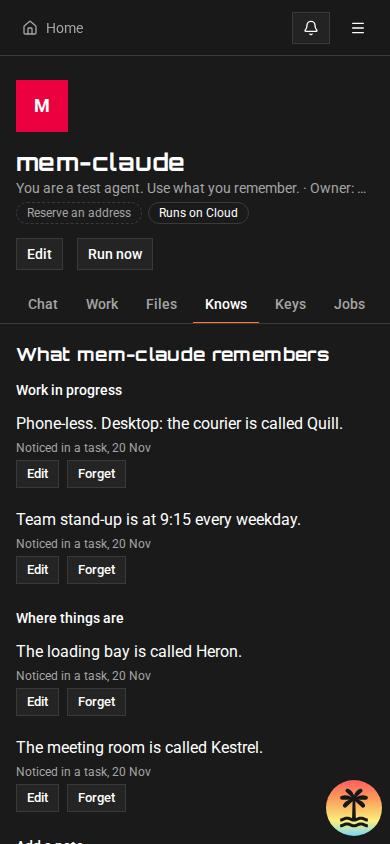 Home
M
mem-claude
You are a test agent. Use what you remember. · Owner: ...
Reserve an address
Runs on Cloud
Edit
Run now
Chat
Work
Files
Knows
Keys
Jobs
What mem-claude remembers
Work in progress
Phone-less. Desktop: the courier is called Quill.
Noticed in a task, 20 Nov
Edit
Forget
Team stand-up is at 9:15 every weekday.
Noticed in a task, 20 Nov
Edit
Forget
Where things are
The loading bay is called Heron.
Noticed in a task, 20 Nov
Edit
Forget
The meeting room is called Kestrel.
Noticed in a task, 20 Nov
Edit
Forget